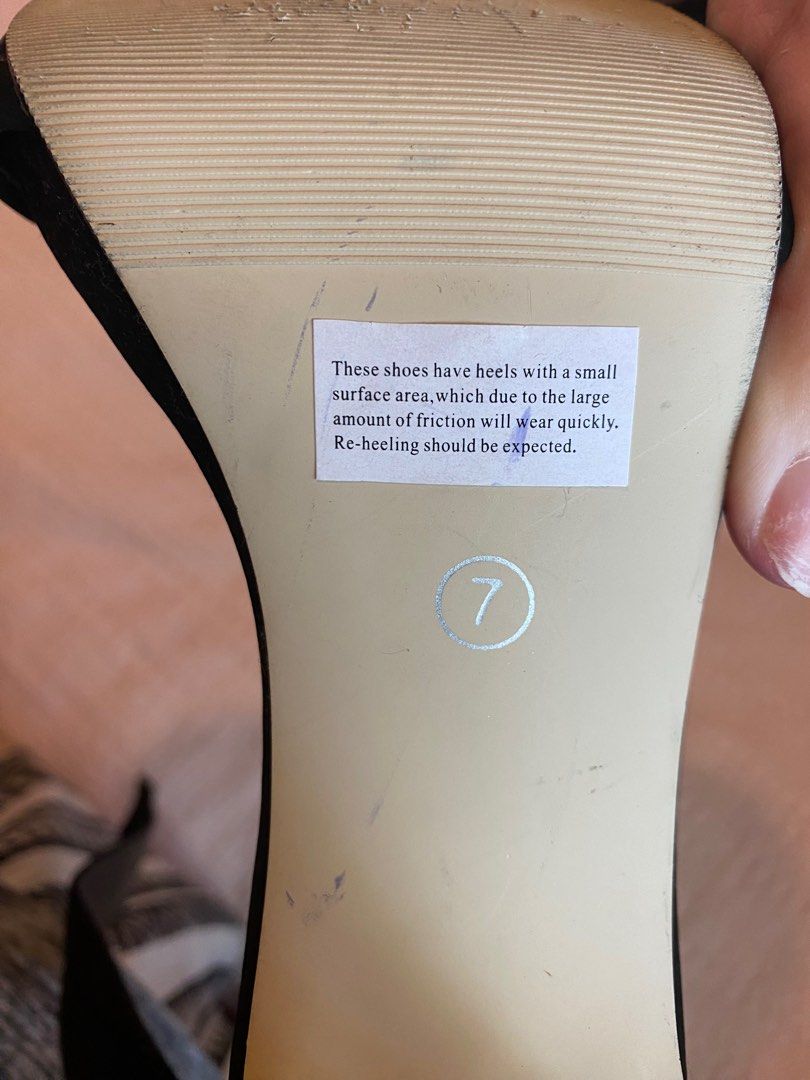 These shoes have heels with a small
surface area,which due to the large
amount of friction will wear quickly.
Re-heeling should be expected.
7